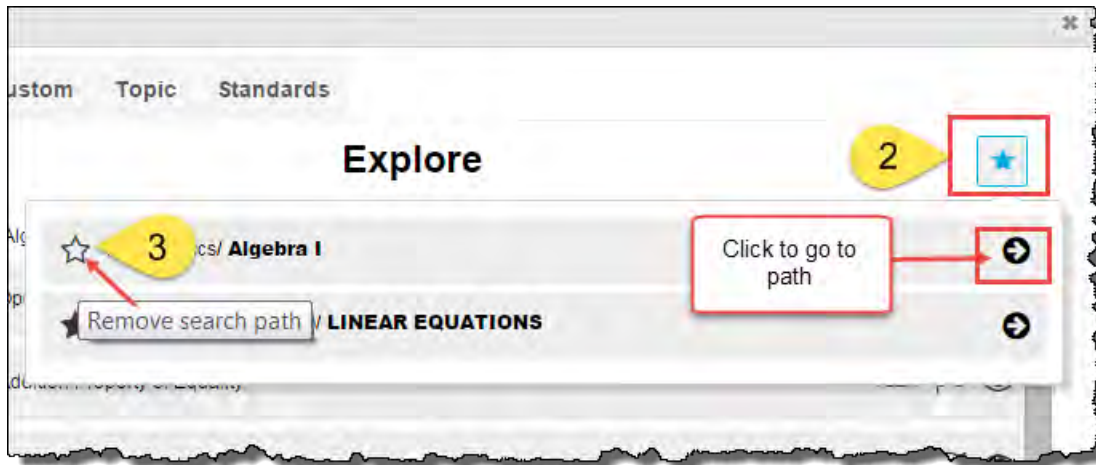 ustom Topic Standards
Explore
2
3 cs/ Algebra I
Click to go to
path
Remove search path / LINEAR EQUATIONS